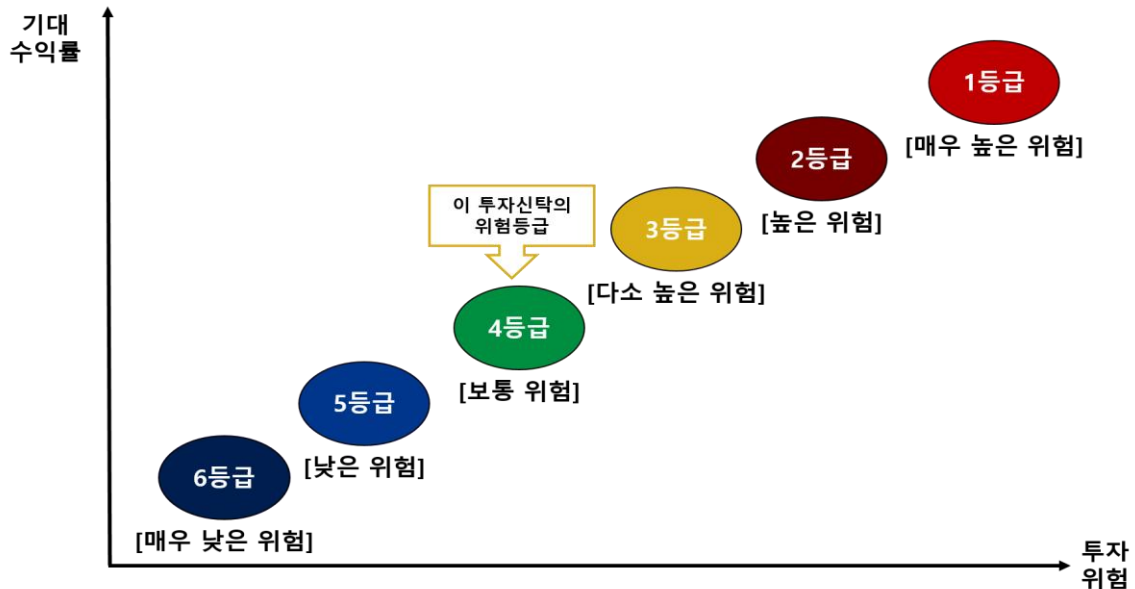 기대
수익률
1등급
[매우 높은 위험]
2등급
[높은 위험]
이 투자신탁의
위험등급
3등급
[다소 높은 위험]
4등급
[보통 위험]
5등급
[낮은 위험]
6등급
[매우 낮은 위험]
투자
위험